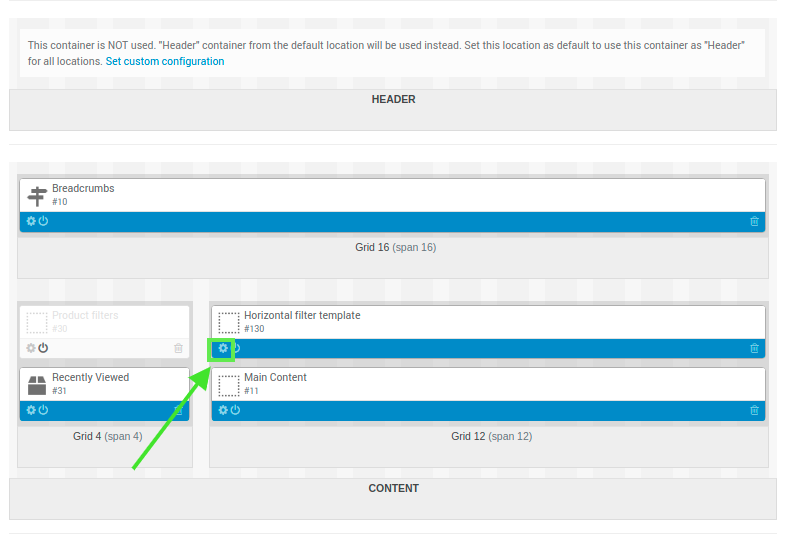 This container is NOT used. "Header" container from the default location will be used instead. Set this location as default to use this container as "Header"
for all locations. Set custom configuration
HEADER
Breadcrumbs
#10
Grid 16 (span 16)
Product filters
#30
Recently Viewed
#31
Grid 4 (span 4)
Horizontal filter template
#130
Main Content
#11
Grid 12 (span 12)
CONTENT